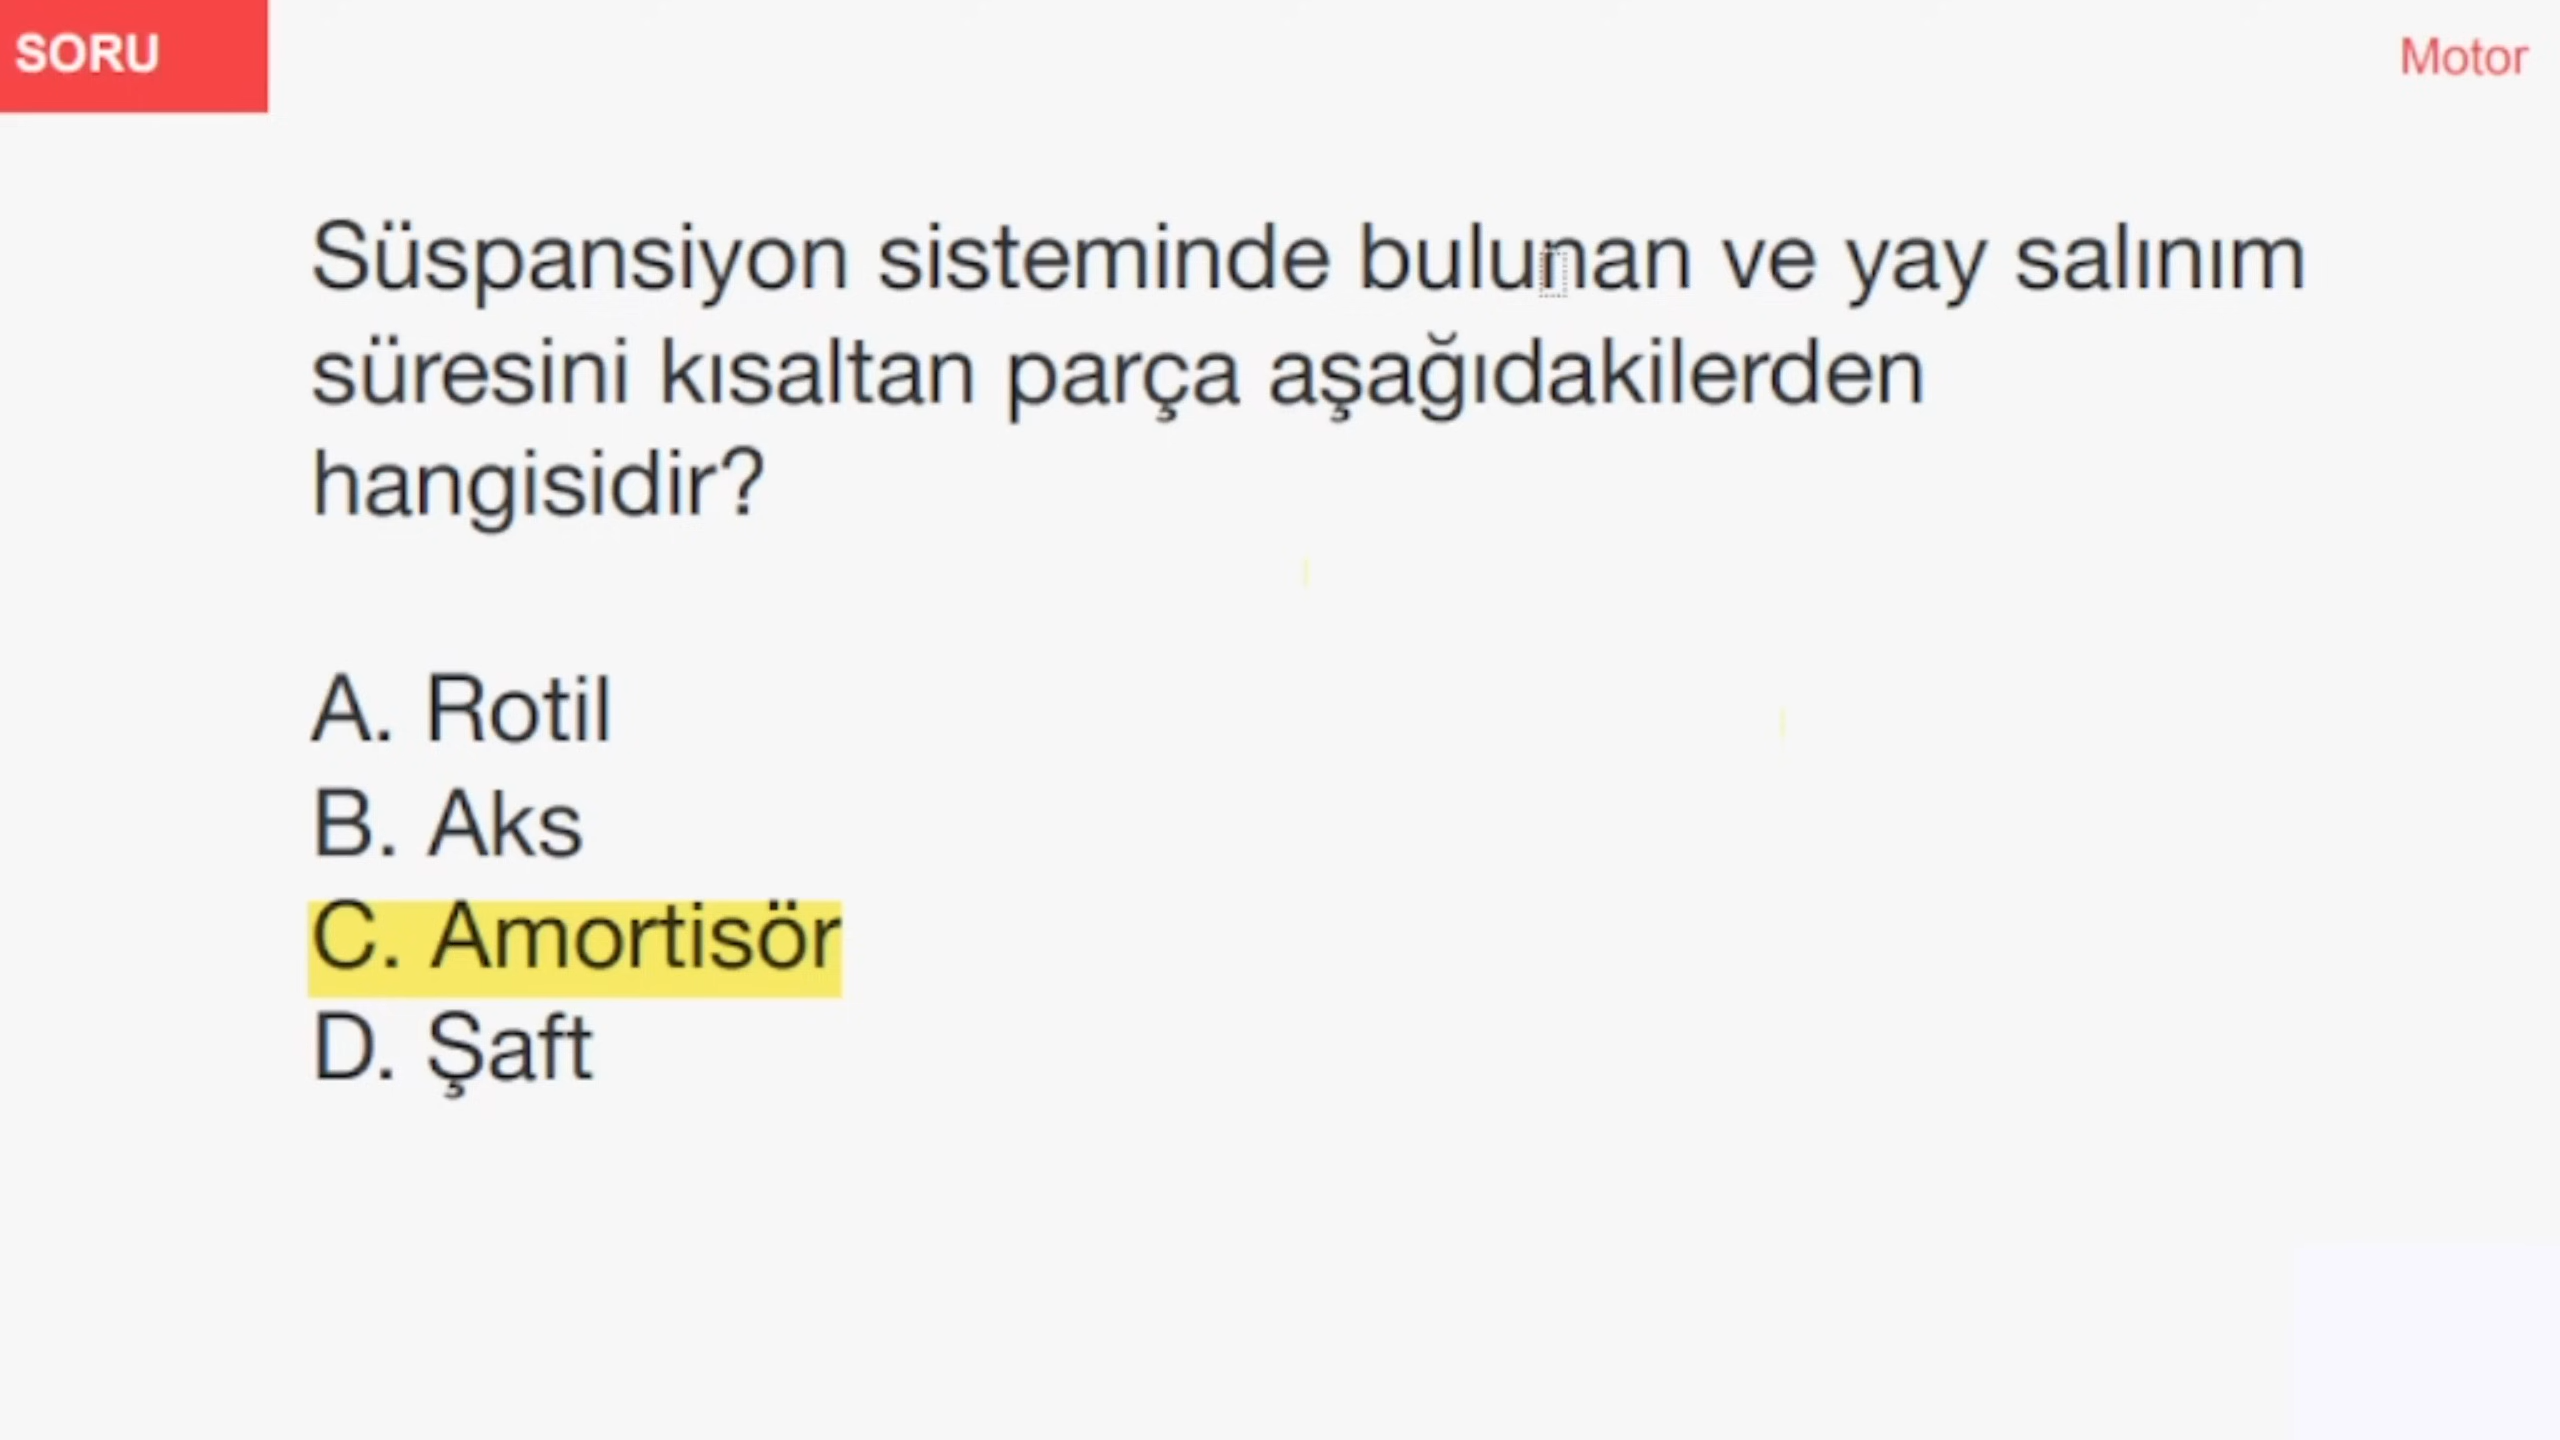 SORU
Motor
Süspansiyon sisteminde bulunan ve yay salınım
süresini kısaltan parça aşağıdakilerden
hangisidir?
A. Rotil
B. Aks
C. Amortisör
D. Şaft